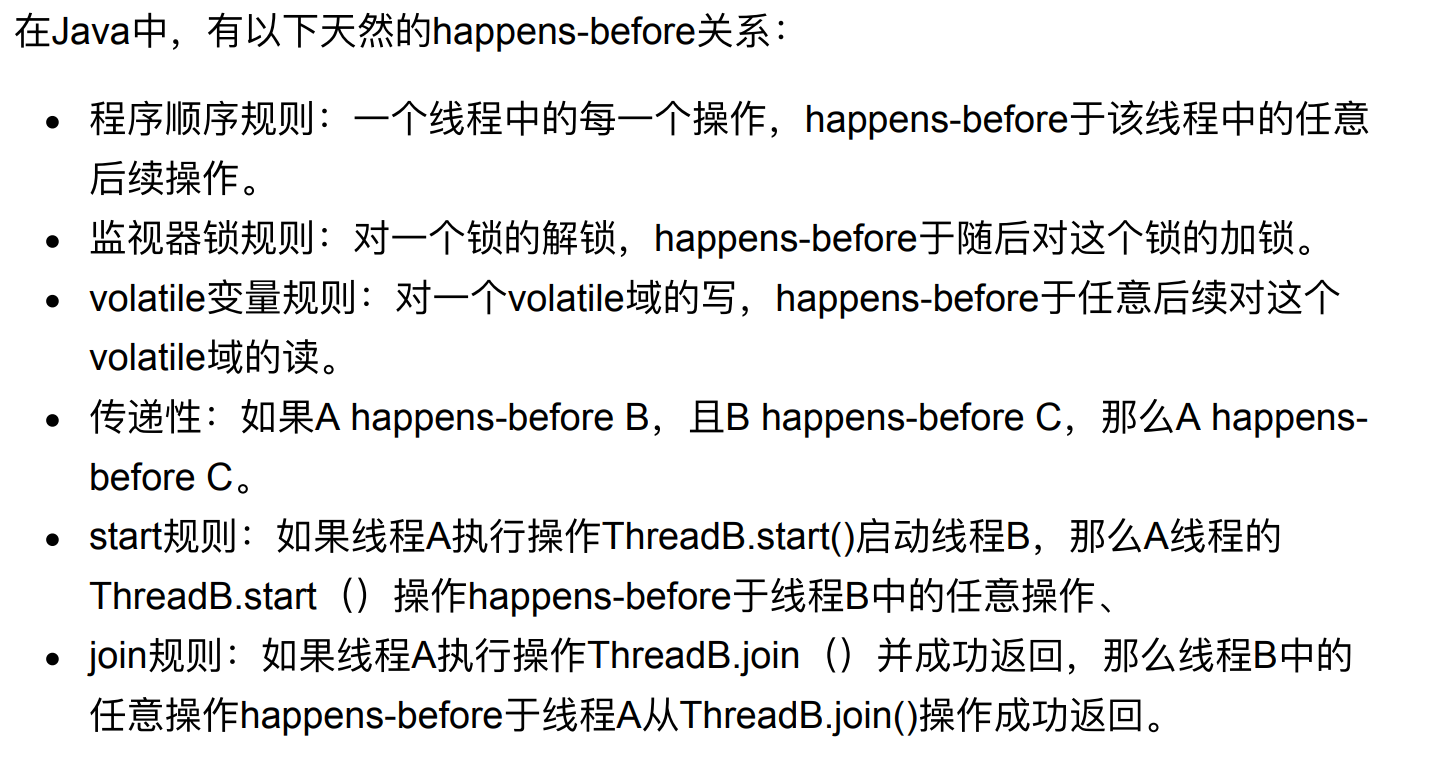 在Java中，有以下天然的happens-before关系：
• 程序顺序规则：一个线程中的每一个操作，happens-before于该线程中的任意
后续操作。
• 监视器锁规则：对一个锁的解锁，happens-before于随后对这个锁的加锁。
• volatile变量规则：对一个volatile域的写，happens-before于任意后续对这个
volatile域的读。
• 传递性：如果A happens-before B，且B happens-before C，那么A happens-
before C。
• start规则：如果线程A执行操作ThreadB.start()启动线程B，那么A线程的
ThreadB.start（）操作happens-before于线程B中的任意操作、
• join规则：如果线程A执行操作ThreadB.join（）并成功返回，那么线程B中的
任意操作happens-before于线程A从ThreadB.join()操作成功返回。